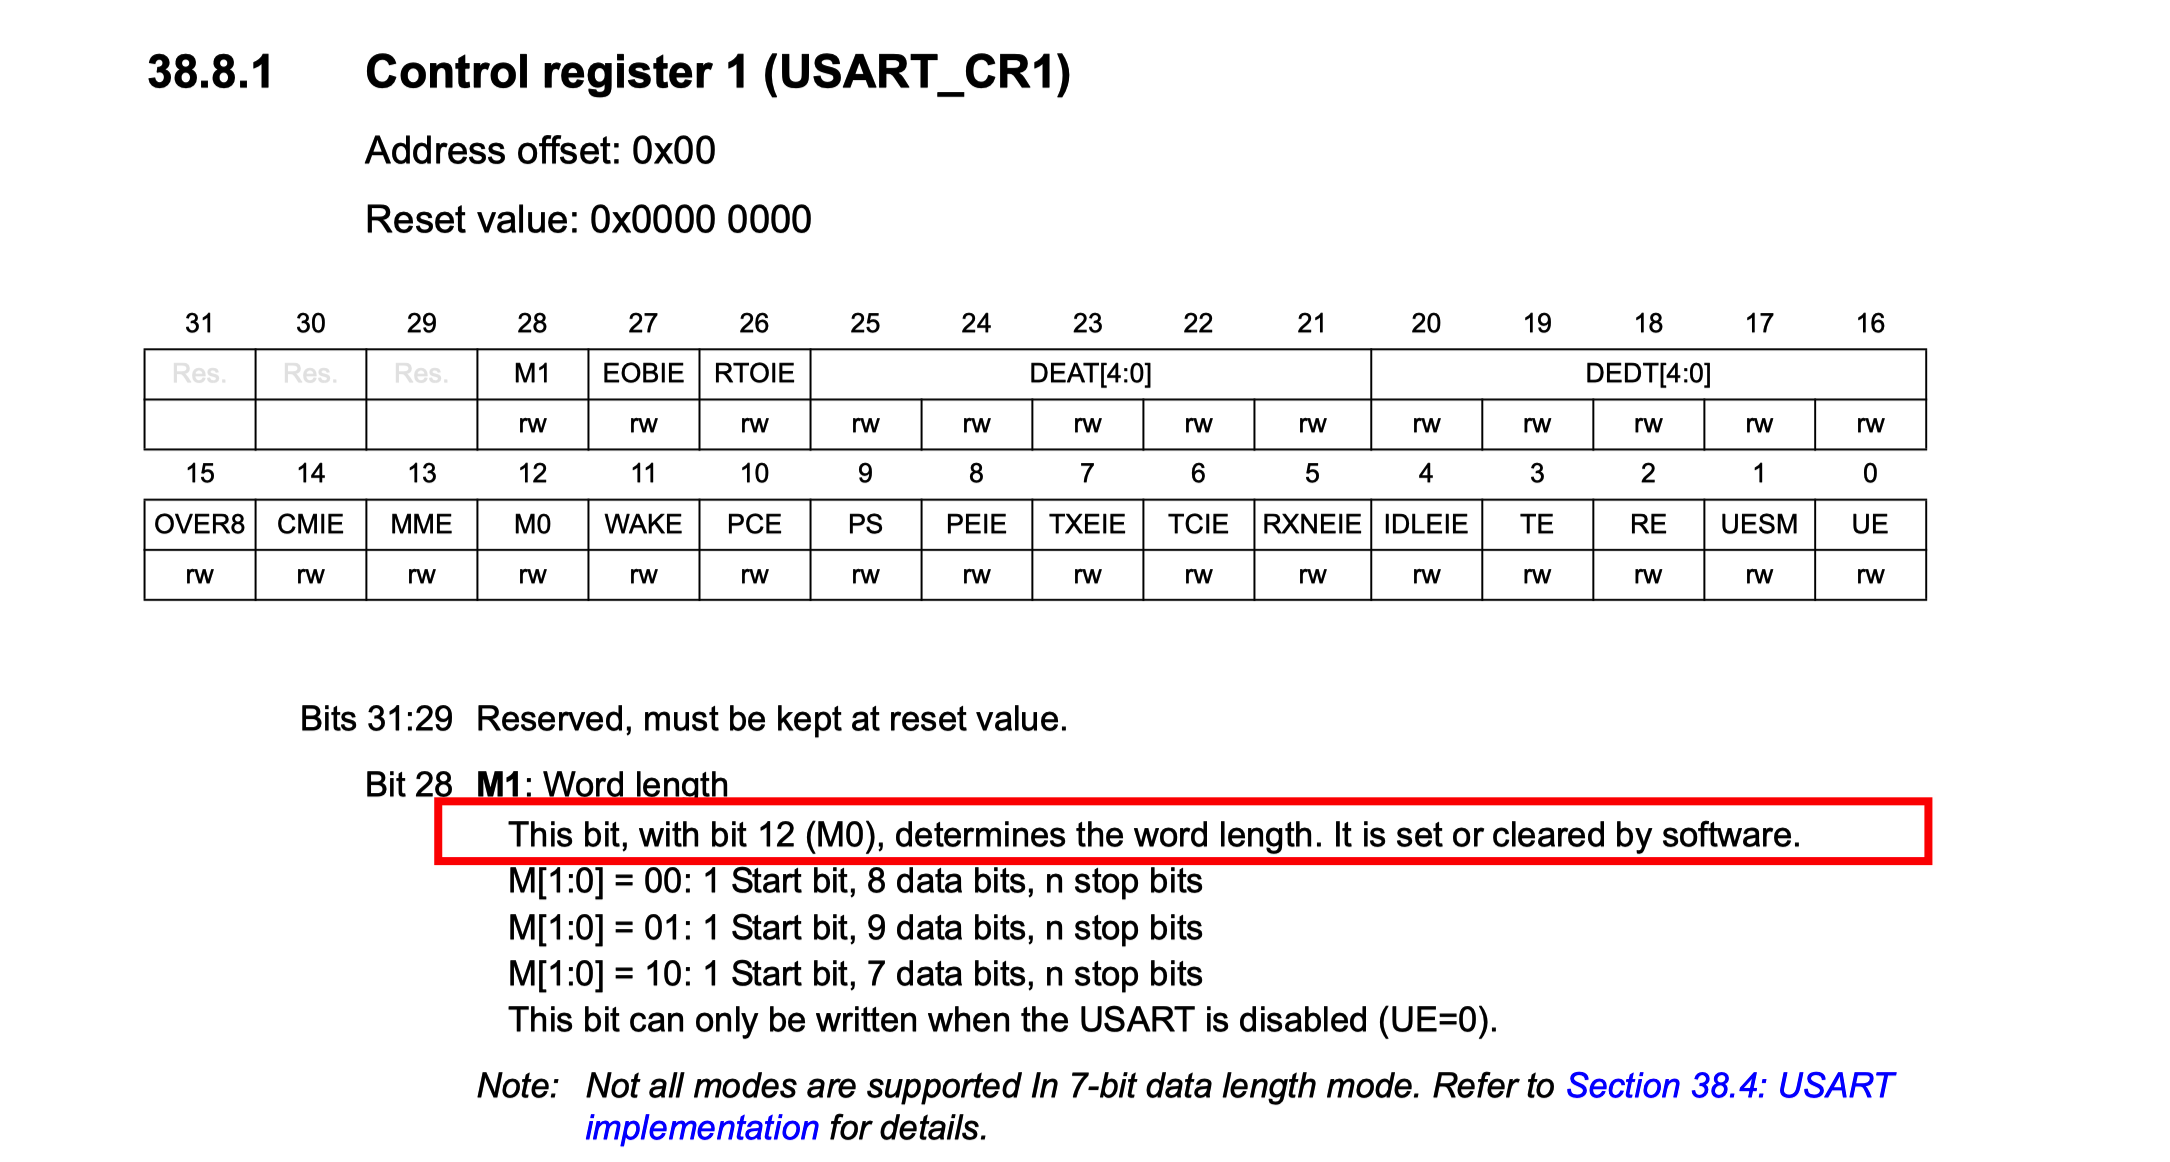 38.8.1 Control register 1 (USART_CR1)
Address offset: 0x00
Reset value: 0x0000 0000
31 30 29 28 27 26 25 24 23 22 21 20 19 18 17 16
Res. Res. Res. M1 EOBIE RTOIE DEAT[4:0] DEDT[4:0]
rw rw rw rw rw rw rw rw rw rw rw rw rw
15 14 13 12 11 10 9 8 7 6 5 4 3 2 1 0
OVER8 CMIE MME M0 WAKE PCE PS PEIE TXEIE TCIE RXNEIE IDLEIE TE RE UESM UE
rw rw rw rw rw rw rw rw rw rw rw rw rw rw rw rw
Bits 31:29 Reserved, must be kept at reset value.
Bit 28 M1: Word length
This bit, with bit 12 (M0), determines the word length. It is set or cleared by software.
M[1:0] = 00: 1 Start bit, 8 data bits, n stop bits
M[1:0] = 01: 1 Start bit, 9 data bits, n stop bits
M[1:0] = 10: 1 Start bit, 7 data bits, n stop bits
This bit can only be written when the USART is disabled (UE=0).
Note: Not all modes are supported In 7-bit data length mode. Refer to Section 38.4: USART
implementation for details.